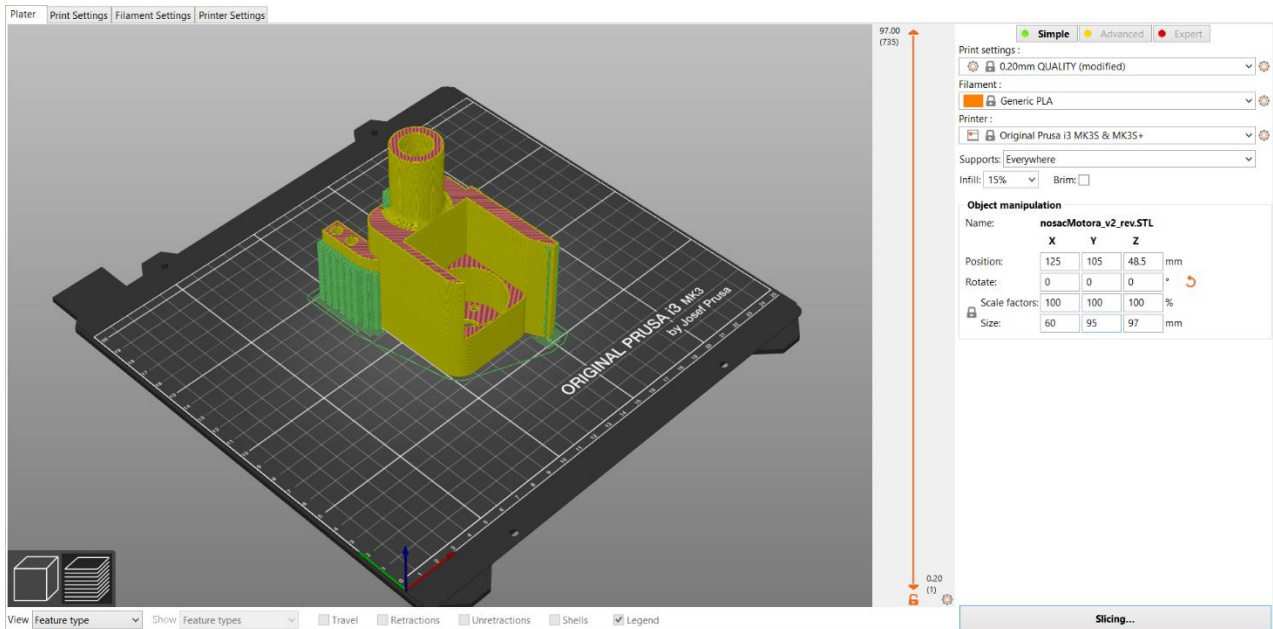 Plater Print Settings Filament Settings Printer Settings
97.00
(735)
ORIGINAL PRUSA i3 MK3
by Josef Prusa
0.20
(1)
Simple Advanced Expert
Print settings :
0.20mm QUALITY (modified)
Filament :
Generic PLA
Printer :
Original Prusa i3 MK3S & MK3S+
Supports: Everywhere
Infill: 15% Brim:
Object manipulation
Name: nosacMotora_v2_rev.STL
X Y Z
Position: 125 105 48.5 mm
Rotate: 0 0 0 °
Scale factors: 100 100 100 %
Size: 60 95 97 mm
View Feature type Show Feature types Travel Retractions Unretractions Shells Legend
Slicing...